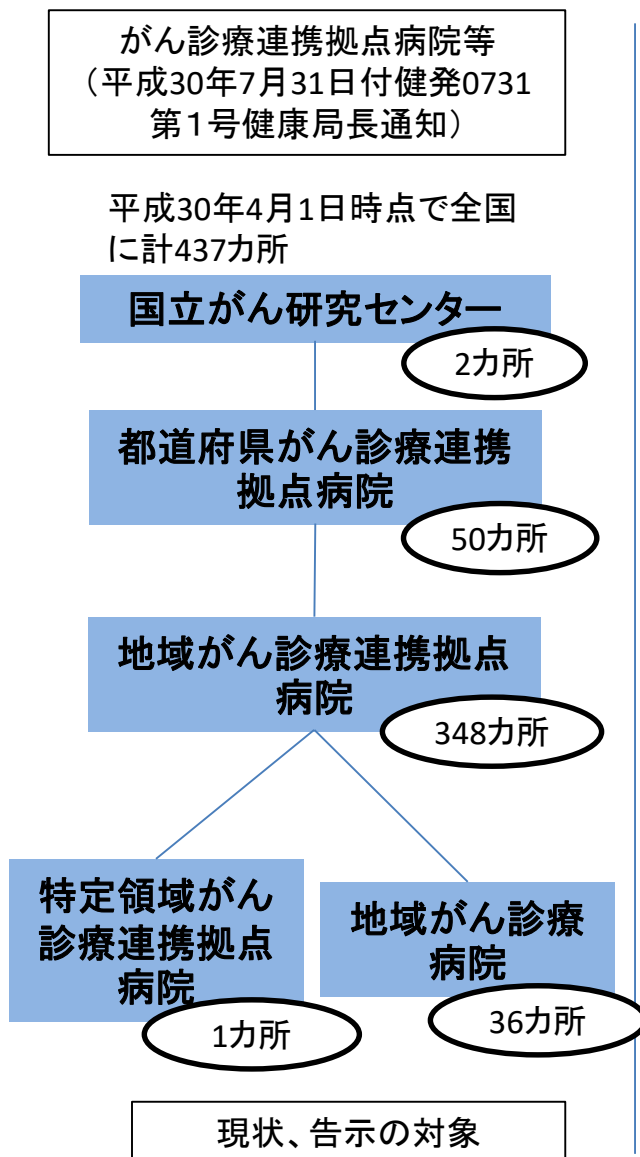 がん診療連携拠点病院等
（平成30年7月31日付健発0731
第１号健康局長通知）
平成30年4月1日時点で全国
に計437カ所
国立がん研究センター
2カ所
都道府県がん診療連携
拠点病院
50カ所
地域がん診療連携拠点
病院
348カ所
特定領域がん
診療連携拠点
病院
1カ所
地域がん診療
病院
36カ所
現状、告示の対象